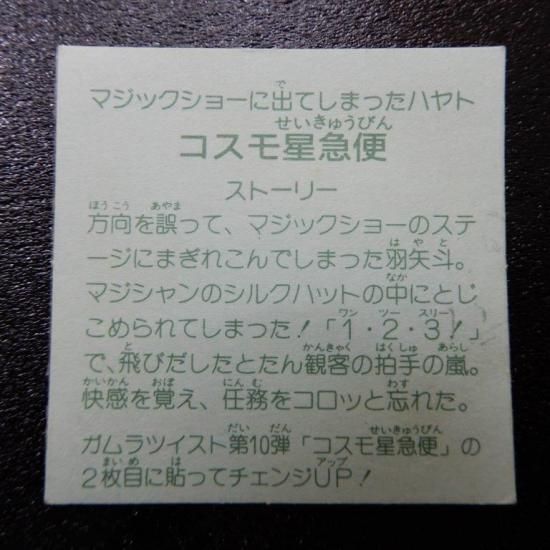 マジックショーに出てしまったハヤト
コスモ星急便
ストーリー
方向を誤って、マジックショーのステ
ージにまぎれこんでしまった羽矢斗。
マジシャンのシルクハットの中にとじ
こめられてしまった!「1・2・3!」
で、飛びだしたとたん観客の拍手の嵐。
快感を覚え、任務をコロッと忘れた。
ガムラツイスト第10弾「コスモ星急便」の
2枚目に貼ってチェンジUP!